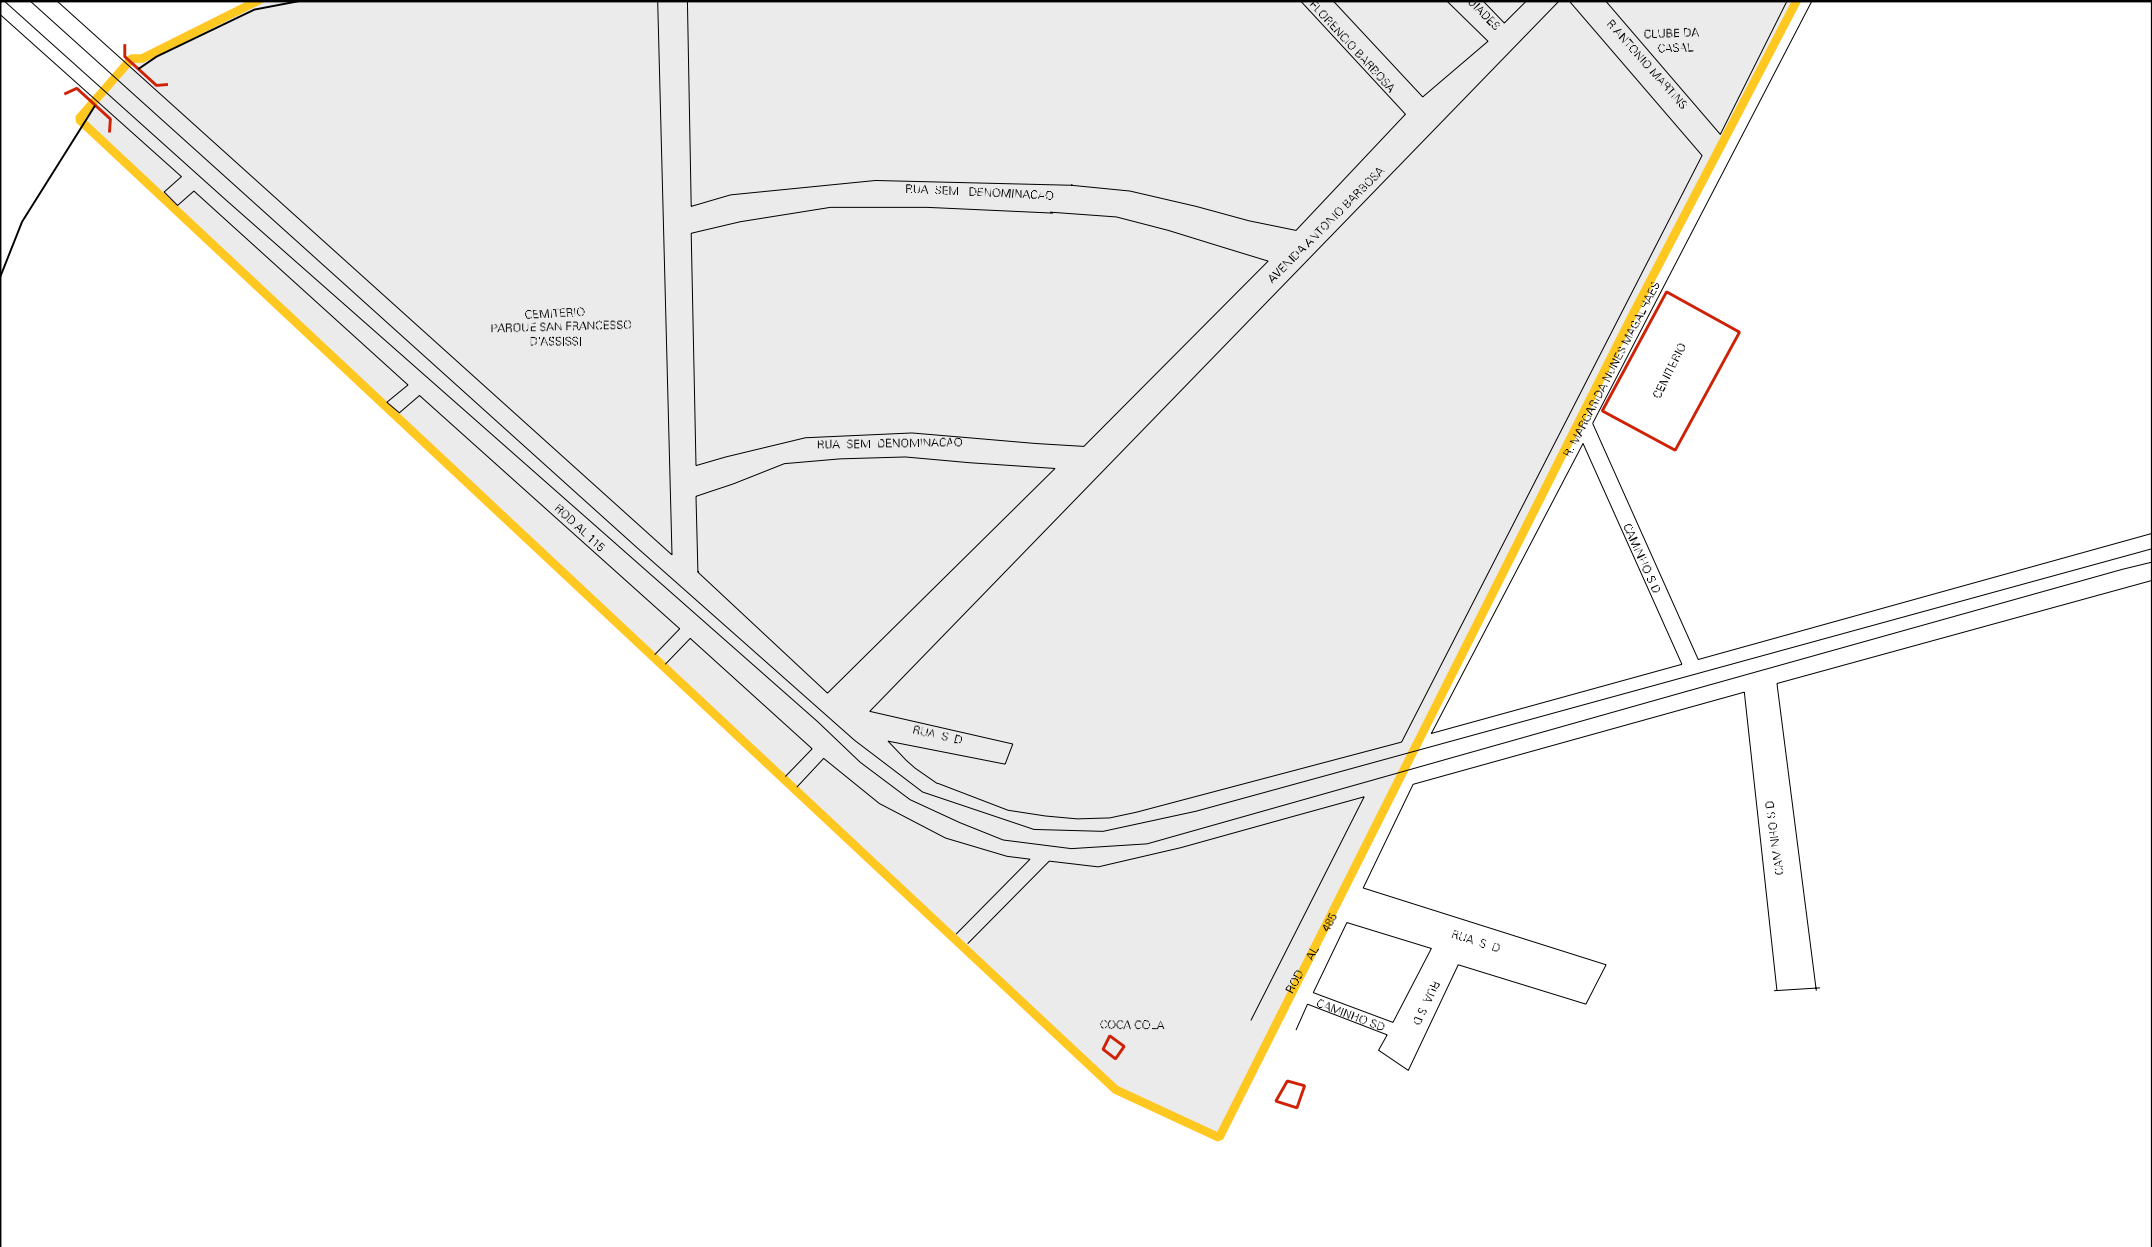 FLORENCIO BARBOSA
R ANTONIO MARTINS
CLUBE DA
CASAL
RUA SEM DENOMINACAO
AVENIDA ANTONIO BARBOSA
CEMITERIO
PARQUE SAN FRANCESSO
D'ASSISSI
R. MARGARIDA NUNES MAGALHAES
CEMITERIO
RUA SEM DENOMINACAO
ROD AL 115
CAMINHO S D
RUA S D
CAMINHO S D
ROD AL 485
RUA S D
RUA S D
CAMINHO SD
COCA COLA